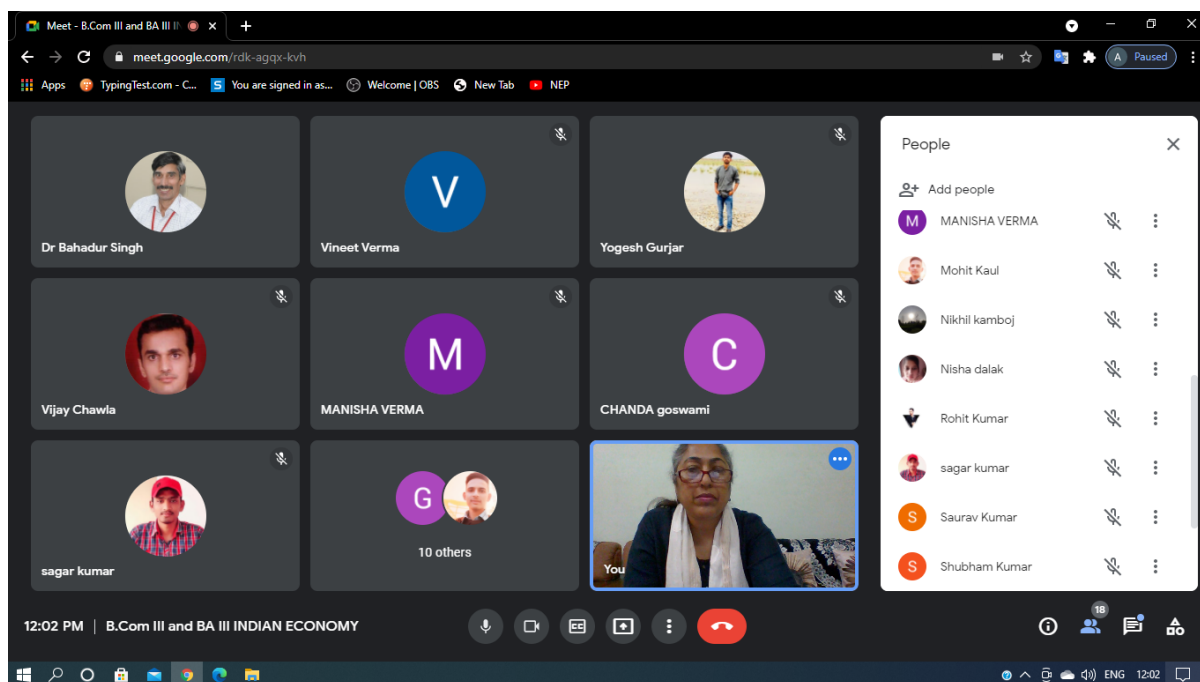 Meet - B.Com III and BA III I
meet.google.com/rdk-agqx-kvh
A Paused
Apps TypingTest.com - C... S You are signed in as... Welcome | OBS New Tab NEP
Dr Bahadur Singh
V
Vineet Verma
Yogesh Gurjar
Vijay Chawla
M
MANISHA VERMA
C
CHANDA goswami
sagar kumar
G
10 others
You
People
Add people
M MANISHA VERMA
Mohit Kaul
Nikhil kamboj
Nisha dalak
Rohit Kumar
sagar kumar
S Saurav Kumar
S Shubham Kumar
12:02 PM | B.Com III and BA III INDIAN ECONOMY
CC
18
ENG 12:02